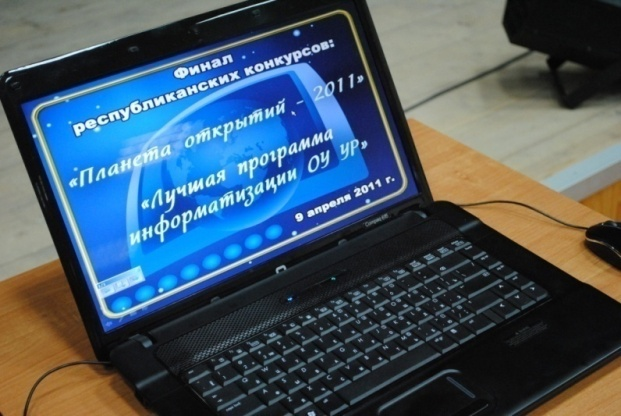 Финал
республиканских конкурсов:
«Планета открытий – 2011»
«Лучшая программа
информатизации ОУ УР»
9 апреля 2011 г.